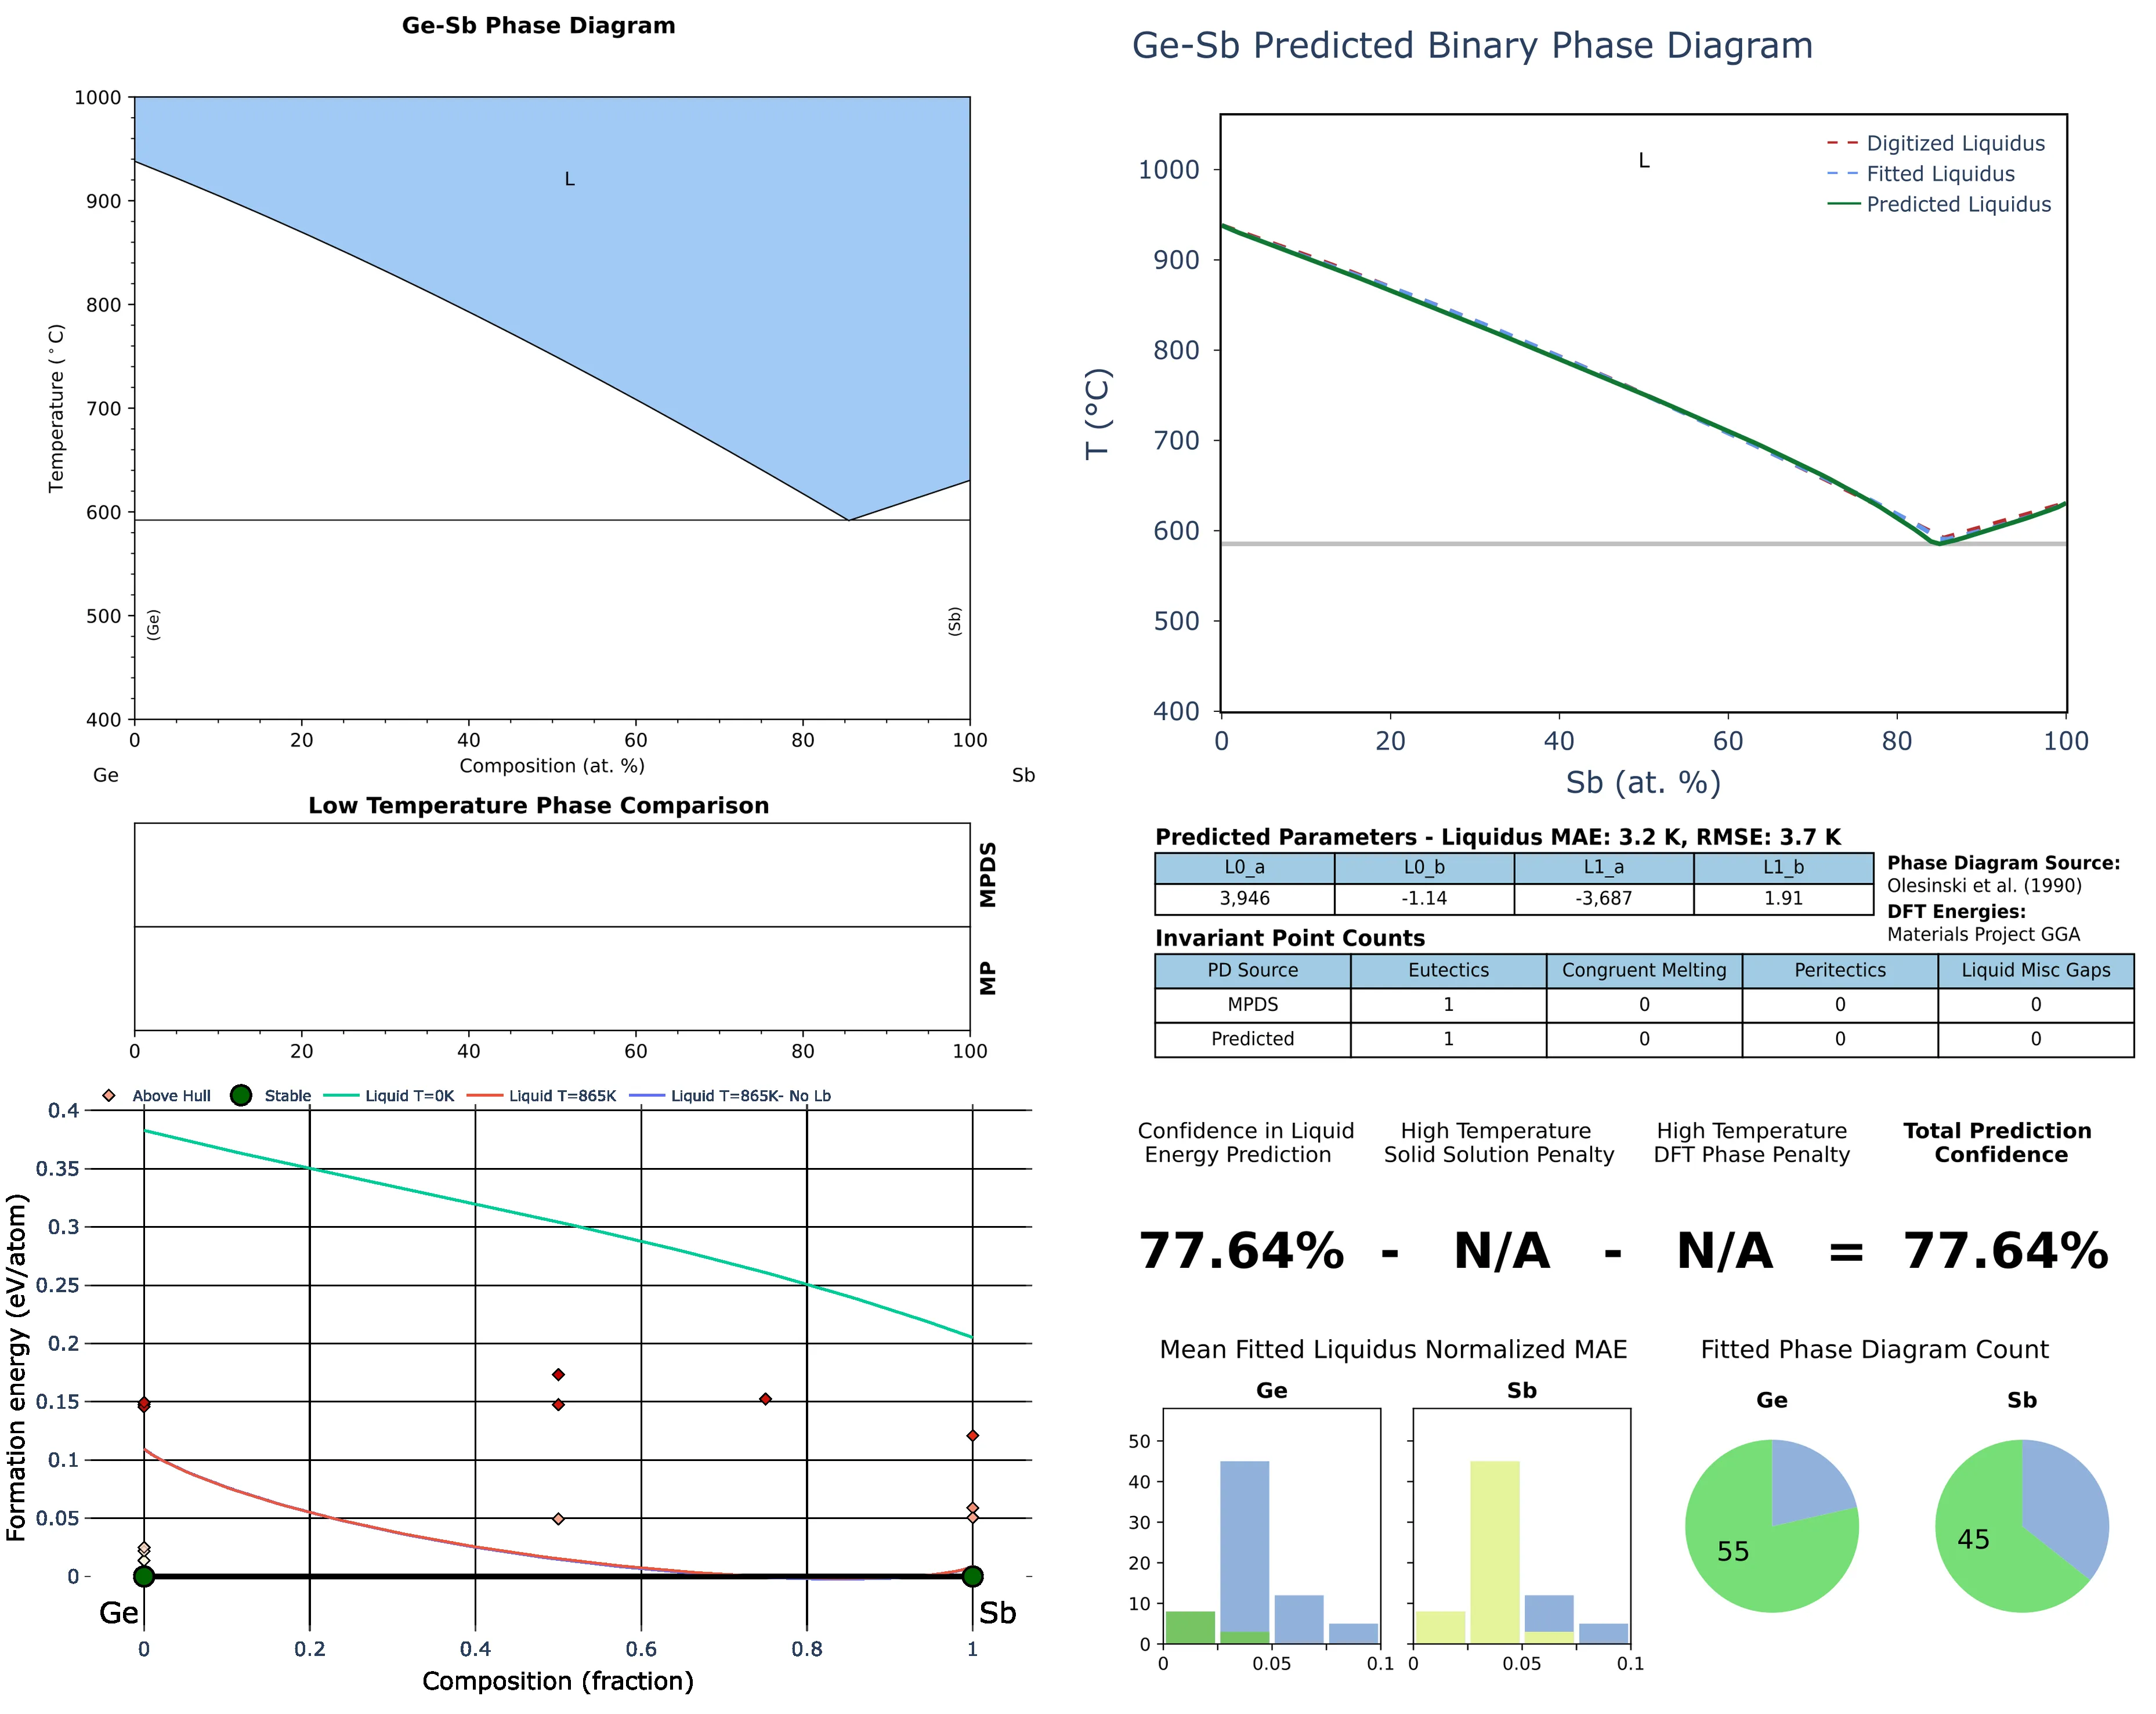 Ge-Sb Phase Diagram
1000
900
800
700
600
500
400
Temperature (°C)
L
(Ge)
(Sb)
0 20 40 60 80 100
Composition (at. %)
Ge Sb
Ge-Sb Predicted Binary Phase Diagram
L
Digitized Liquidus
Fitted Liquidus
Predicted Liquidus
1000
900
800
700
600
500
400
T (°C)
0 20 40 60 80 100
Sb (at. %)
Low Temperature Phase Comparison
MPDS
MP
0 20 40 60 80 100
Predicted Parameters - Liquidus MAE: 3.2 K, RMSE: 3.7 K
L0_a L0_b L1_a L1_b
3,946 -1.14 -3,687 1.91
Phase Diagram Source:
Olesinski et al. (1990)
DFT Energies:
Materials Project GGA
Invariant Point Counts
PD Source Eutectics Congruent Melting Peritectics Liquid Misc Gaps
MPDS 1 0 0 0
Predicted 1 0 0 0
Above Hull Stable Liquid T=0K Liquid T=865K Liquid T=865K- No Lb
0.4
0.35
0.3
0.25
0.2
0.15
0.1
0.05
0
Formation energy (eV/atom)
Ge Sb
0 0.2 0.4 0.6 0.8 1
Composition (fraction)
Confidence in Liquid
Energy Prediction
High Temperature
Solid Solution Penalty
High Temperature
DFT Phase Penalty
Total Prediction
Confidence
77.64% - N/A - N/A = 77.64%
Mean Fitted Liquidus Normalized MAE
Ge Sb
50
40
30
20
10
0
0 0.05 0.1
0 0.05 0.1
Fitted Phase Diagram Count
Ge Sb
55 45